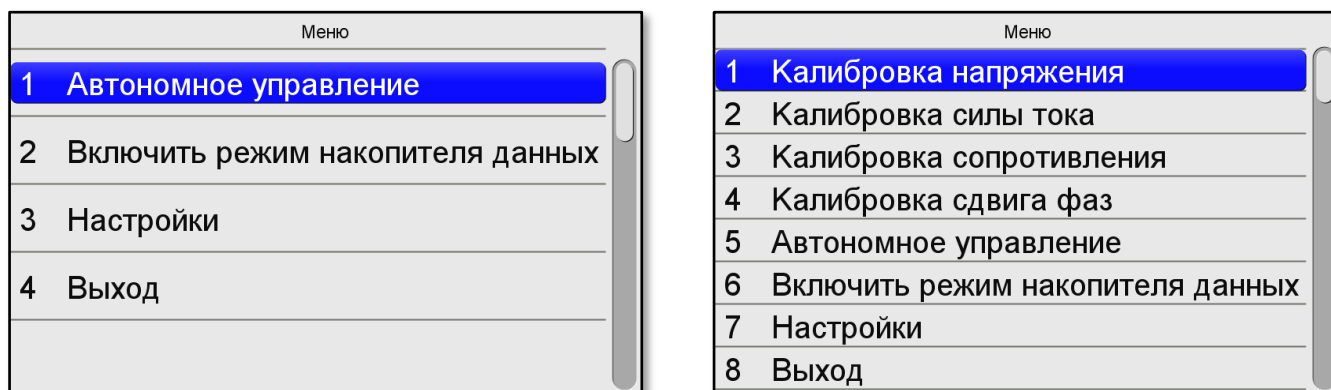 Меню
1 Автономное управление
2 Включить режим накопителя данных
3 Настройки
4 Выход
Меню
1 Калибровка напряжения
2 Калибровка силы тока
3 Калибровка сопротивления
4 Калибровка сдвига фаз
5 Автономное управление
6 Включить режим накопителя данных
7 Настройки
8 Выход